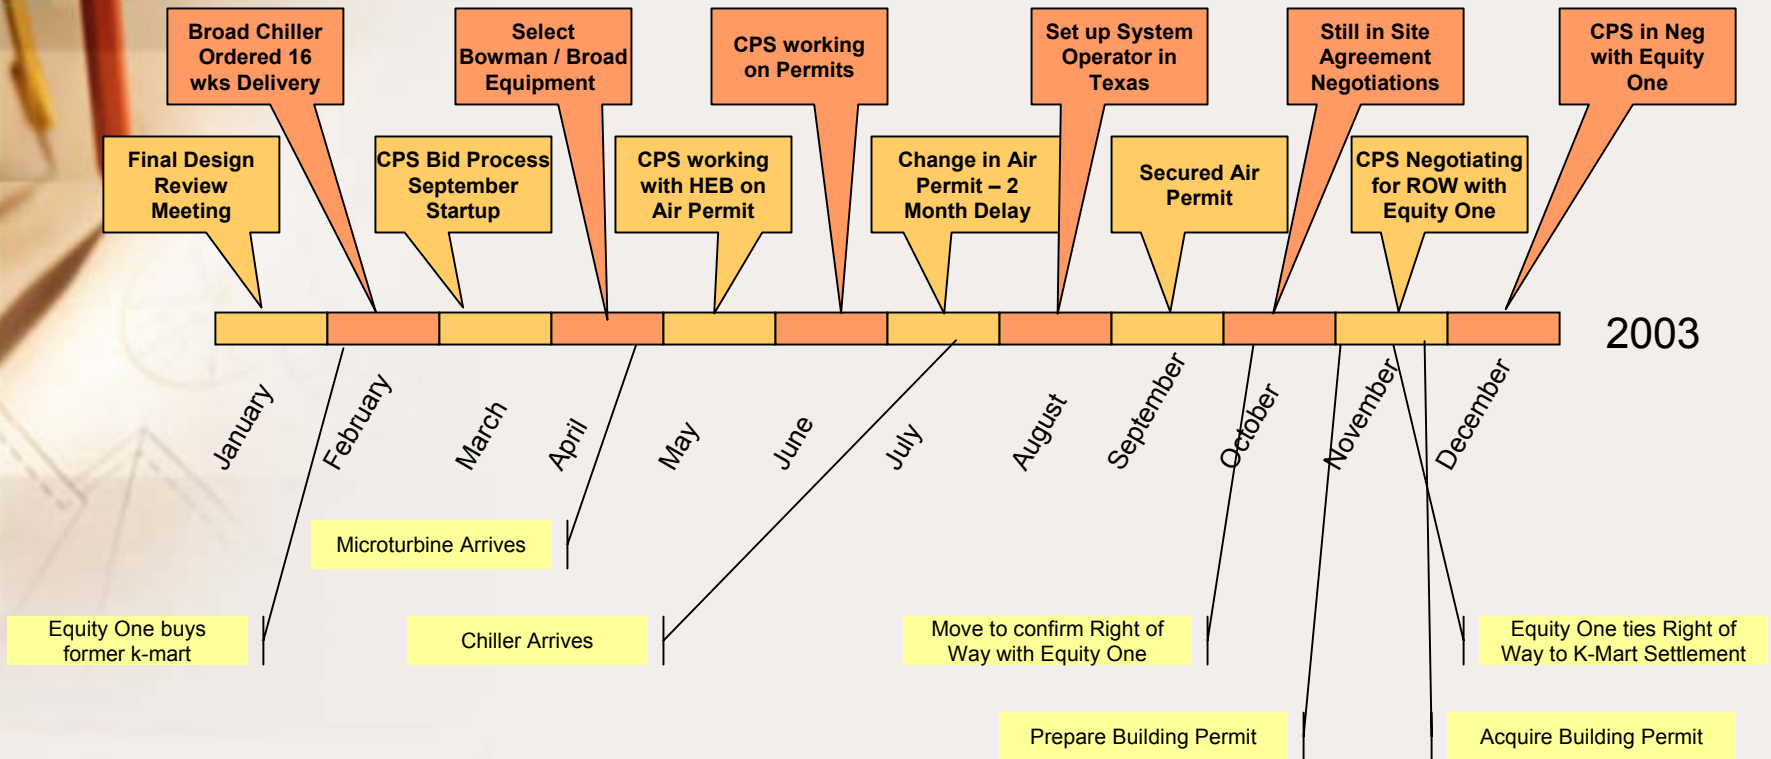 Broad Chiller
Ordered 16
wks Delivery
Select
Bowman / Broad
Equipment
CPS working
on Permits
Set up System
Operator in
Texas
Still in Site
Agreement
Negotiations
CPS in Neg
with Equity
One
Final Design
Review
Meeting
CPS Bid Process
September
Startup
CPS working
with HEB on
Air Permit
Change in Air
Permit – 2
Month Delay
Secured Air
Permit
CPS Negotiating
for ROW with
Equity One
2003
January
February
March
April
May
June
July
August
September
October
November
December
Microturbine Arrives
Equity One buys
former k-mart
Chiller Arrives
Move to confirm Right of
Way with Equity One
Equity One ties Right of
Way to K-Mart Settlement
Prepare Building Permit
Acquire Building Permit